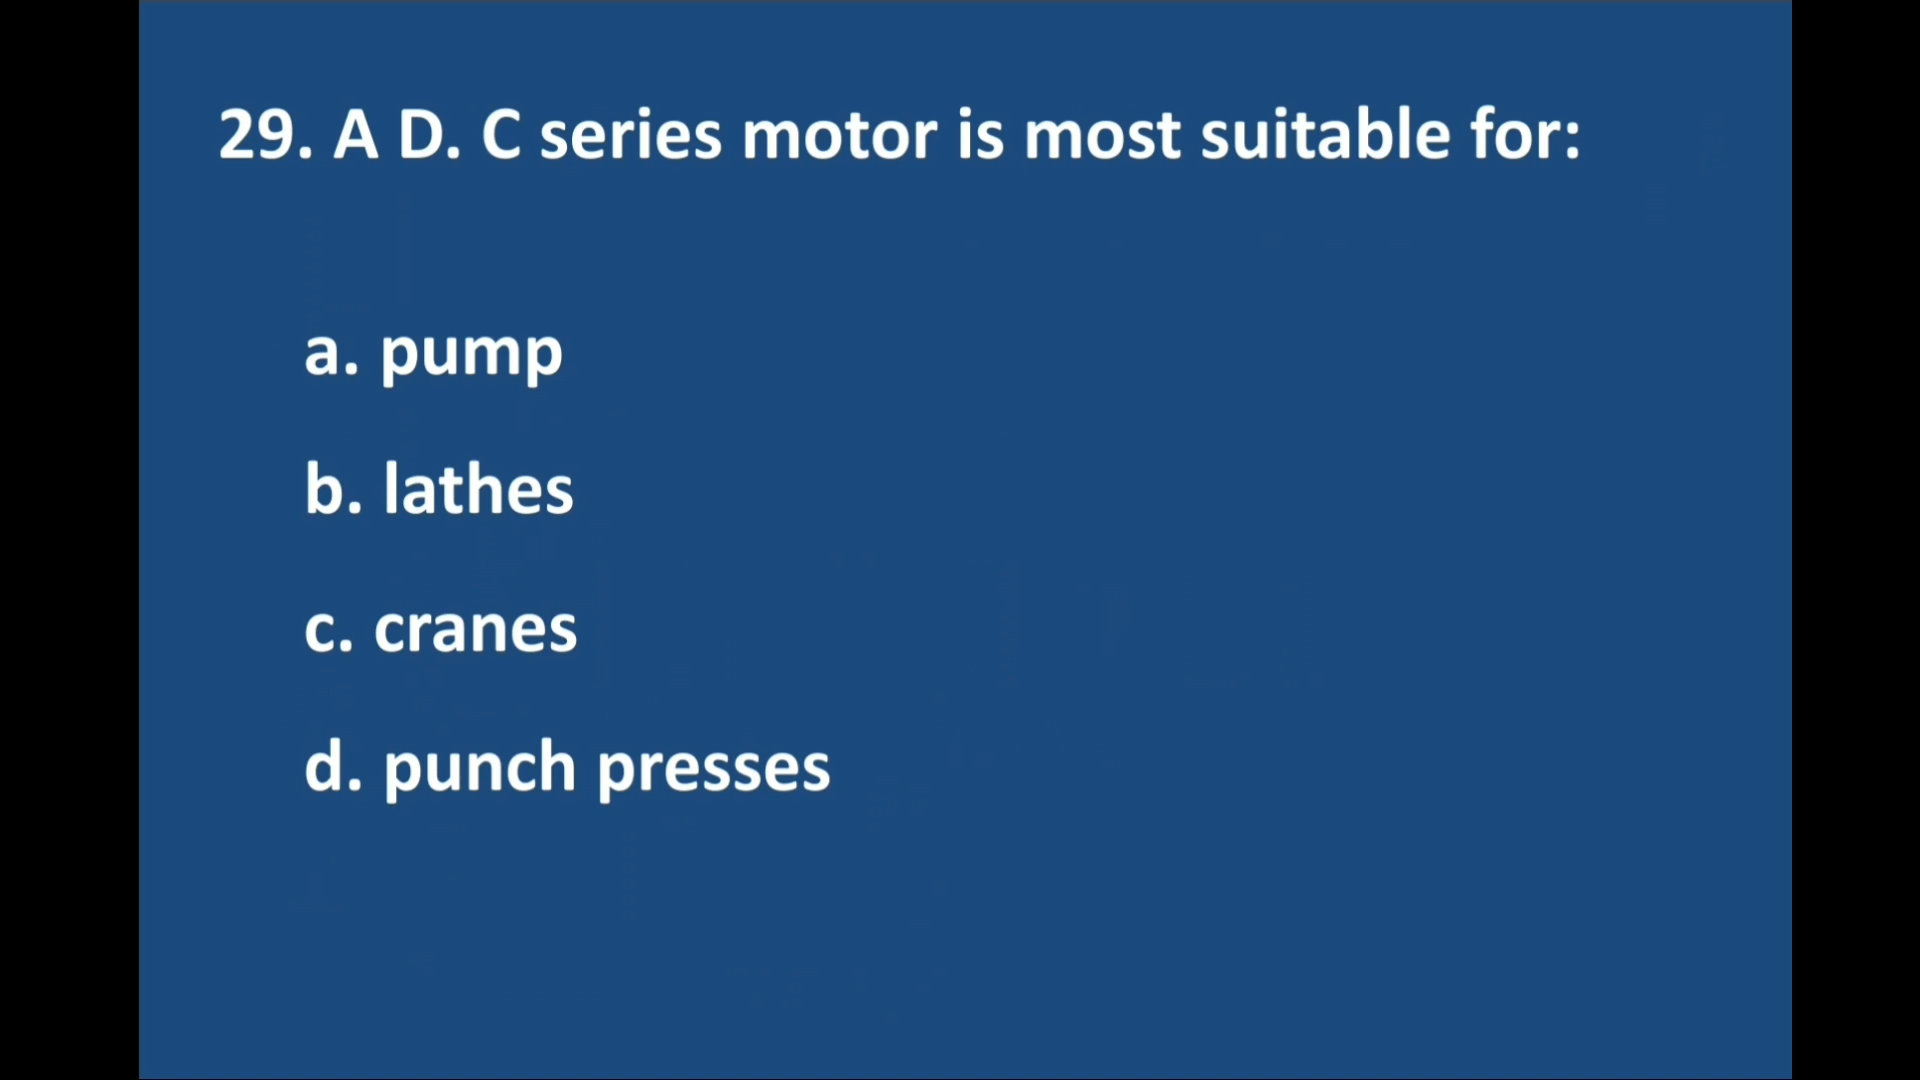 29. A D. C series motor is most suitable for:
a. pump
b. lathes
c. cranes
d. punch presses